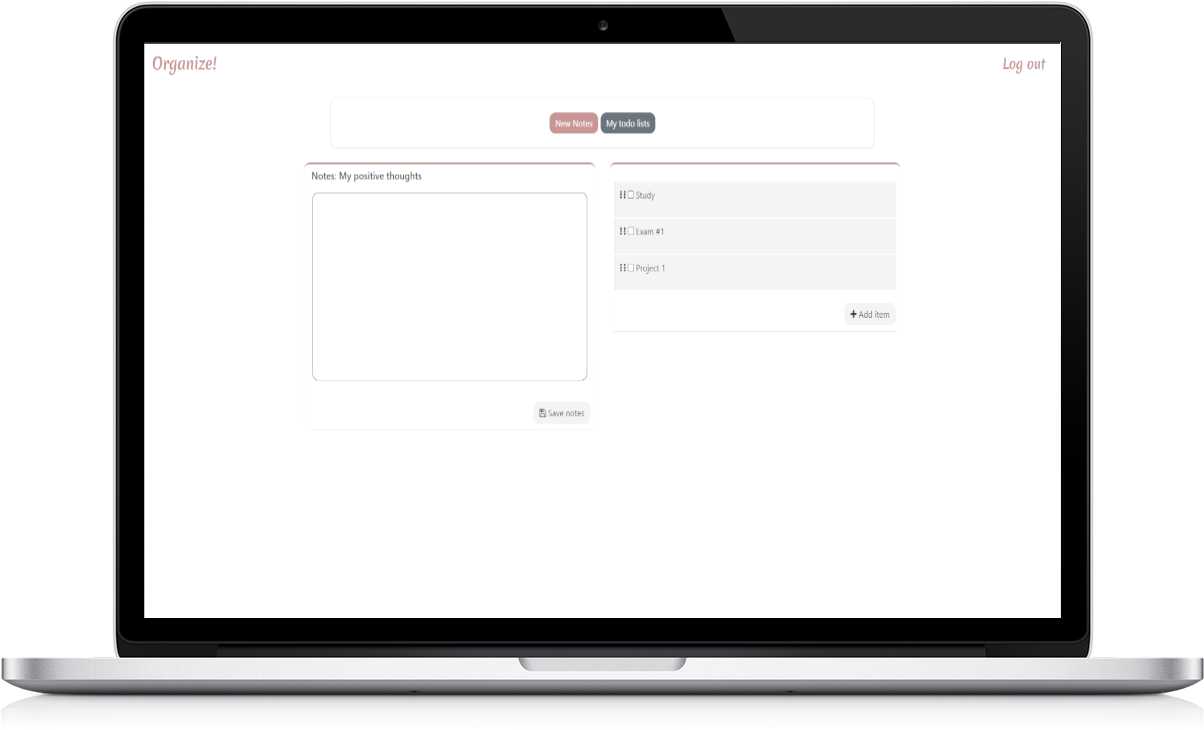 Organize!
Log out
New Notes
My todo lists
Notes: My positive thoughts
Save notes
Study
Exam #1
Project 1
Add item